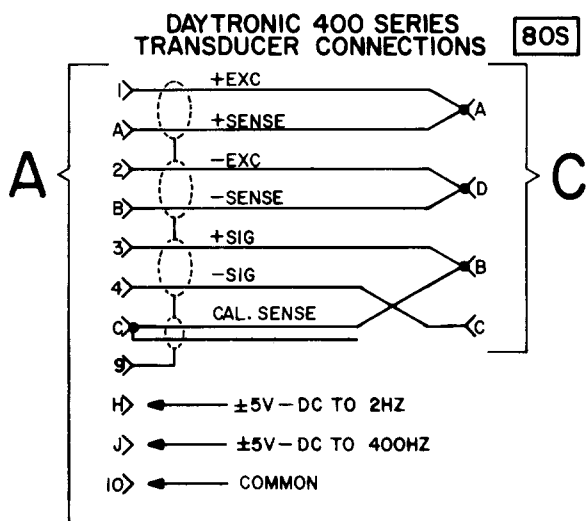 DAYTRONIC 400 SERIES
TRANSDUCER CONNECTIONS
80S
A
C
1
+EXC
A
A
+SENSE
2
-EXC
D
B
-SENSE
3
+SIG
B
4
-SIG
C
CAL. SENSE
C
9
H
±5V-DC TO 2HZ
J
±5V-DC TO 400HZ
10
COMMON